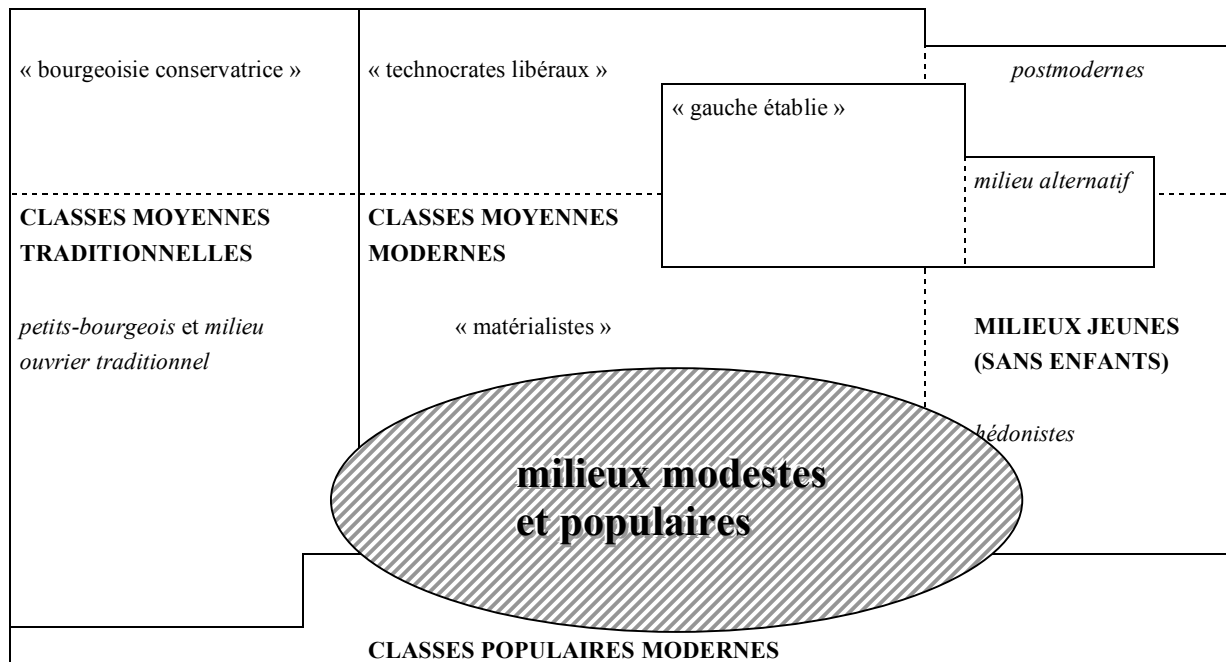 « bourgeoisie conservatrice »
« technocrates libéraux »
postmodernes
« gauche établie »
milieu alternatif
CLASSES MOYENNES
TRADITIONNELLES
CLASSES MOYENNES
MODERNES
petits-bourgeois et milieu
ouvrier traditionnel
« matérialistes »
MILIEUX JEUNES
(SANS ENFANTS)
hédonistes
milieux modestes
et populaires
CLASSES POPULAIRES MODERNES